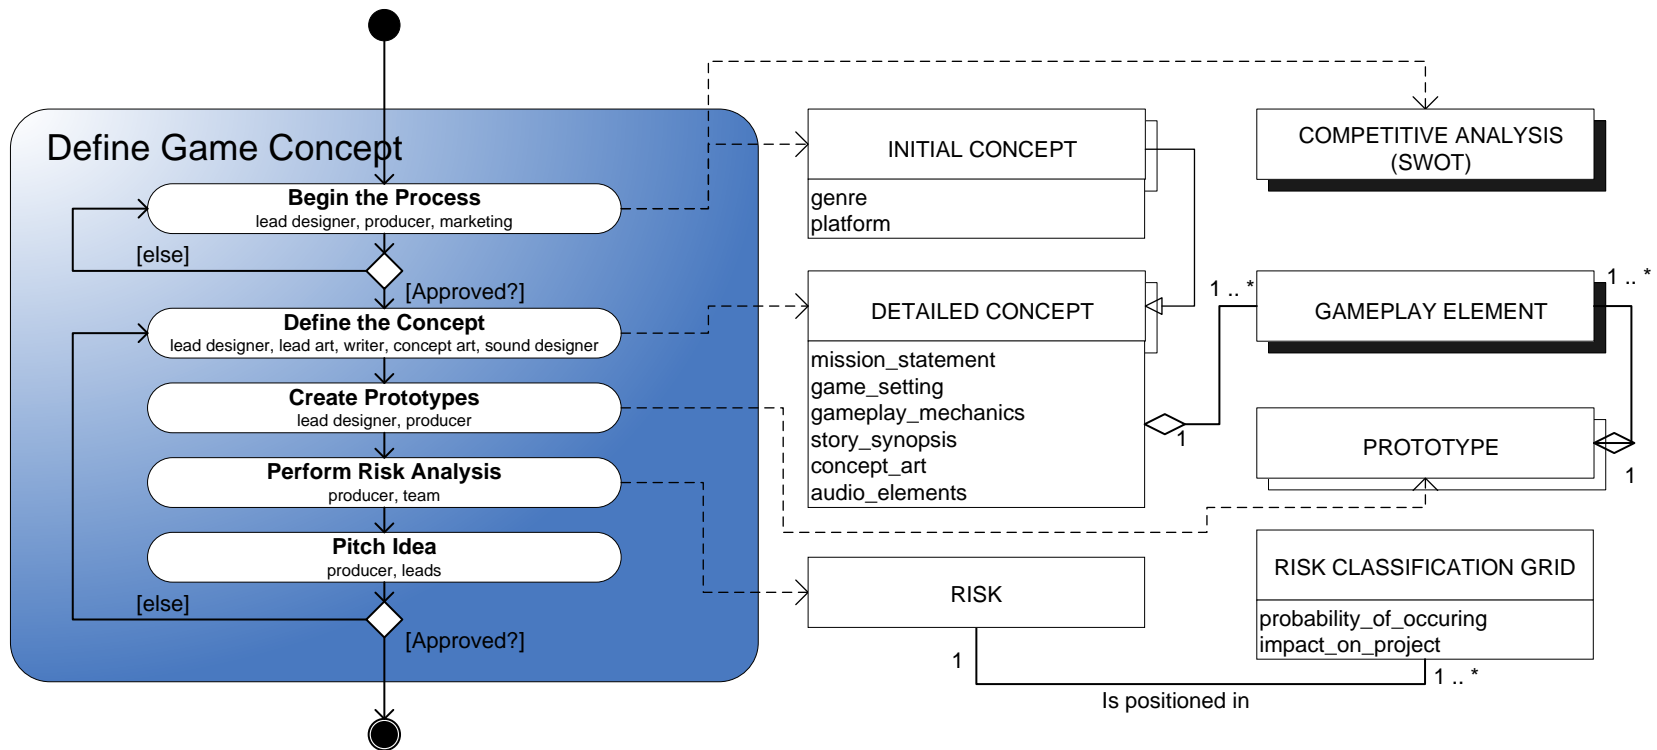 Define Game Concept
Begin the Process
lead designer, producer, marketing
[else]
[Approved?]
Define the Concept
lead designer, lead art, writer, concept art, sound designer
Create Prototypes
lead designer, producer
Perform Risk Analysis
producer, team
Pitch Idea
producer, leads
[else]
[Approved?]
INITIAL CONCEPT
genre
platform
DETAILED CONCEPT
mission_statement
game_setting
gameplay_mechanics
story_synopsis
concept_art
audio_elements
1
1 .. *
RISK
1
Is positioned in
1 .. *
COMPETITIVE ANALYSIS
(SWOT)
GAMEPLAY ELEMENT
1 .. *
PROTOTYPE
1
RISK CLASSIFICATION GRID
probability_of_occuring
impact_on_project